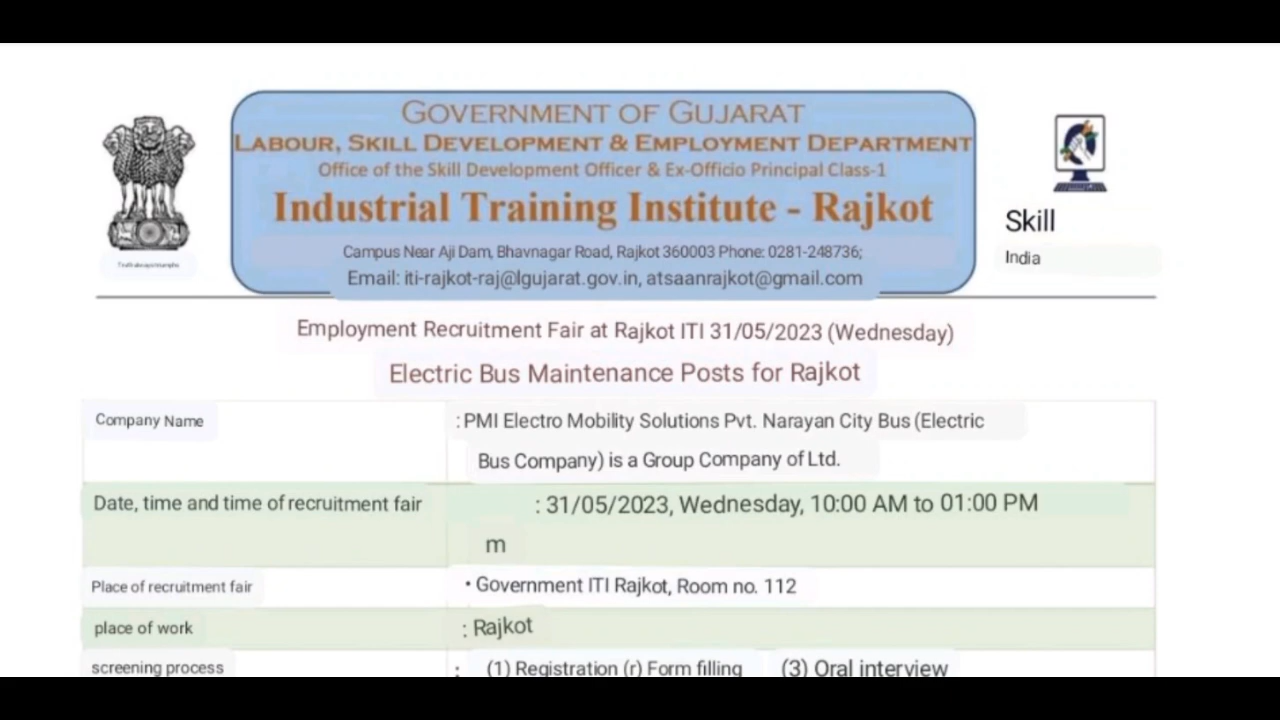 GOVERNMENT OF GUJARAT
LABOUR, SKILL DEVELOPMENT & EMPLOYMENT DEPARTMENT
Office of the Skill Development Officer & Ex-Officio Principal Class-1
Industrial Training Institute - Rajkot
Campus Near Aji Dam, Bhavnagar Road, Rajkot 360003 Phone: 0281-248736;
Email: iti-rajkot-raj@lgujarat.gov.in, atsaanrajkot@gmail.com
Skill
India
Employment Recruitment Fair at Rajkot ITI 31/05/2023 (Wednesday)
Electric Bus Maintenance Posts for Rajkot
Company Name : PMI Electro Mobility Solutions Pvt. Narayan City Bus (Electric
Bus Company) is a Group Company of Ltd.
Date, time and time of recruitment fair : 31/05/2023, Wednesday, 10:00 AM to 01:00 PM
m
Place of recruitment fair • Government ITI Rajkot, Room no. 112
place of work : Rajkot
screening process : (1) Registration (r) Form filling (3) Oral interview